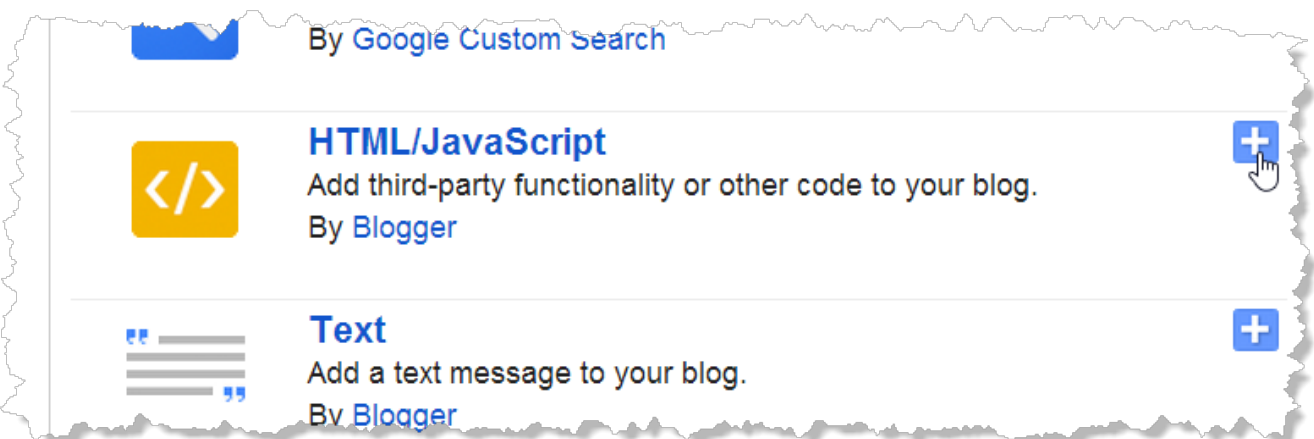 By Google Custom Search
HTML/JavaScript
Add third-party functionality or other code to your blog.
By Blogger
Text
Add a text message to your blog.
By Blogger